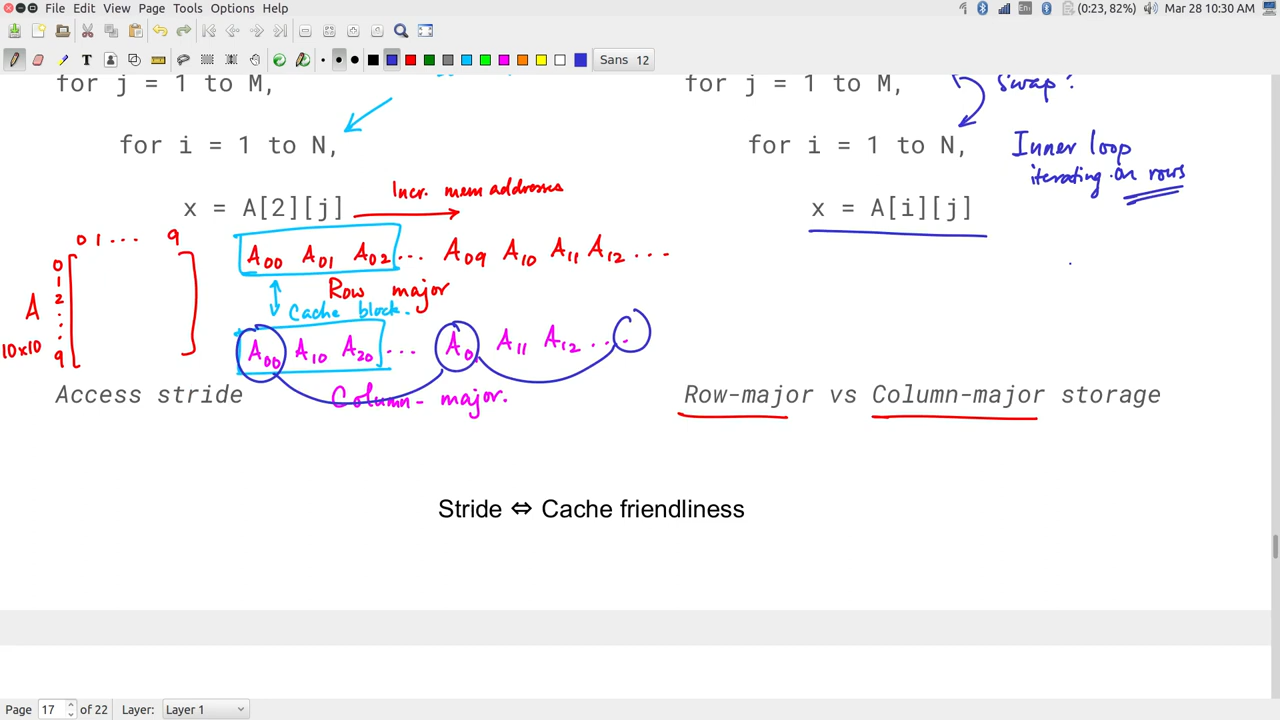 File Edit View Page Tools Options Help
(0:23, 82%) Mar 28 10:30 AM
En
T
Sans 12
for j = 1 to M,
for i = 1 to N,
x = A[2][j]
Incr. mem addresses
0 1 ... 9
0
1
2
9
A
10x10
A00 A01 A02 ... A09 A10 A11 A12 ...
Row major
Cache block.
A00 A10 A20 ... A0 A11 A12 ...
Column-major.
Access stride
for j = 1 to M,
swap?
for i = 1 to N,
Inner loop
iterating on rows
x = A[i][j]
Row-major vs Column-major storage
Stride ⇔ Cache friendliness
Page 17 of 22 Layer: Layer 1